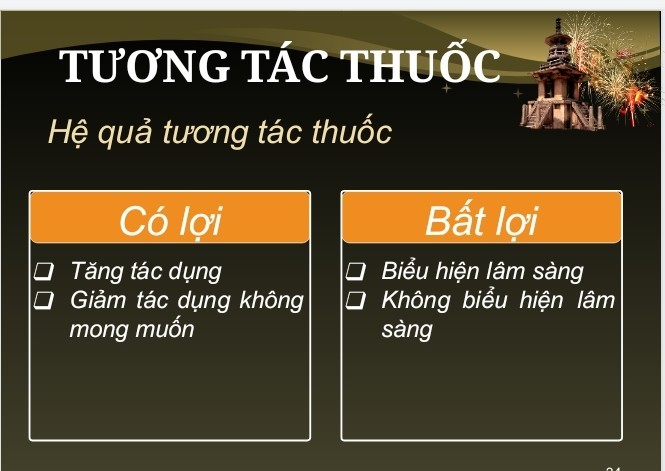 TƯƠNG TÁC THUỐC
Hệ quả tương tác thuốc
Có lợi
❑ Tăng tác dụng
❑ Giảm tác dụng không
mong muốn
Bất lợi
❑ Biểu hiện lâm sàng
❑ Không biểu hiện lâm
sàng